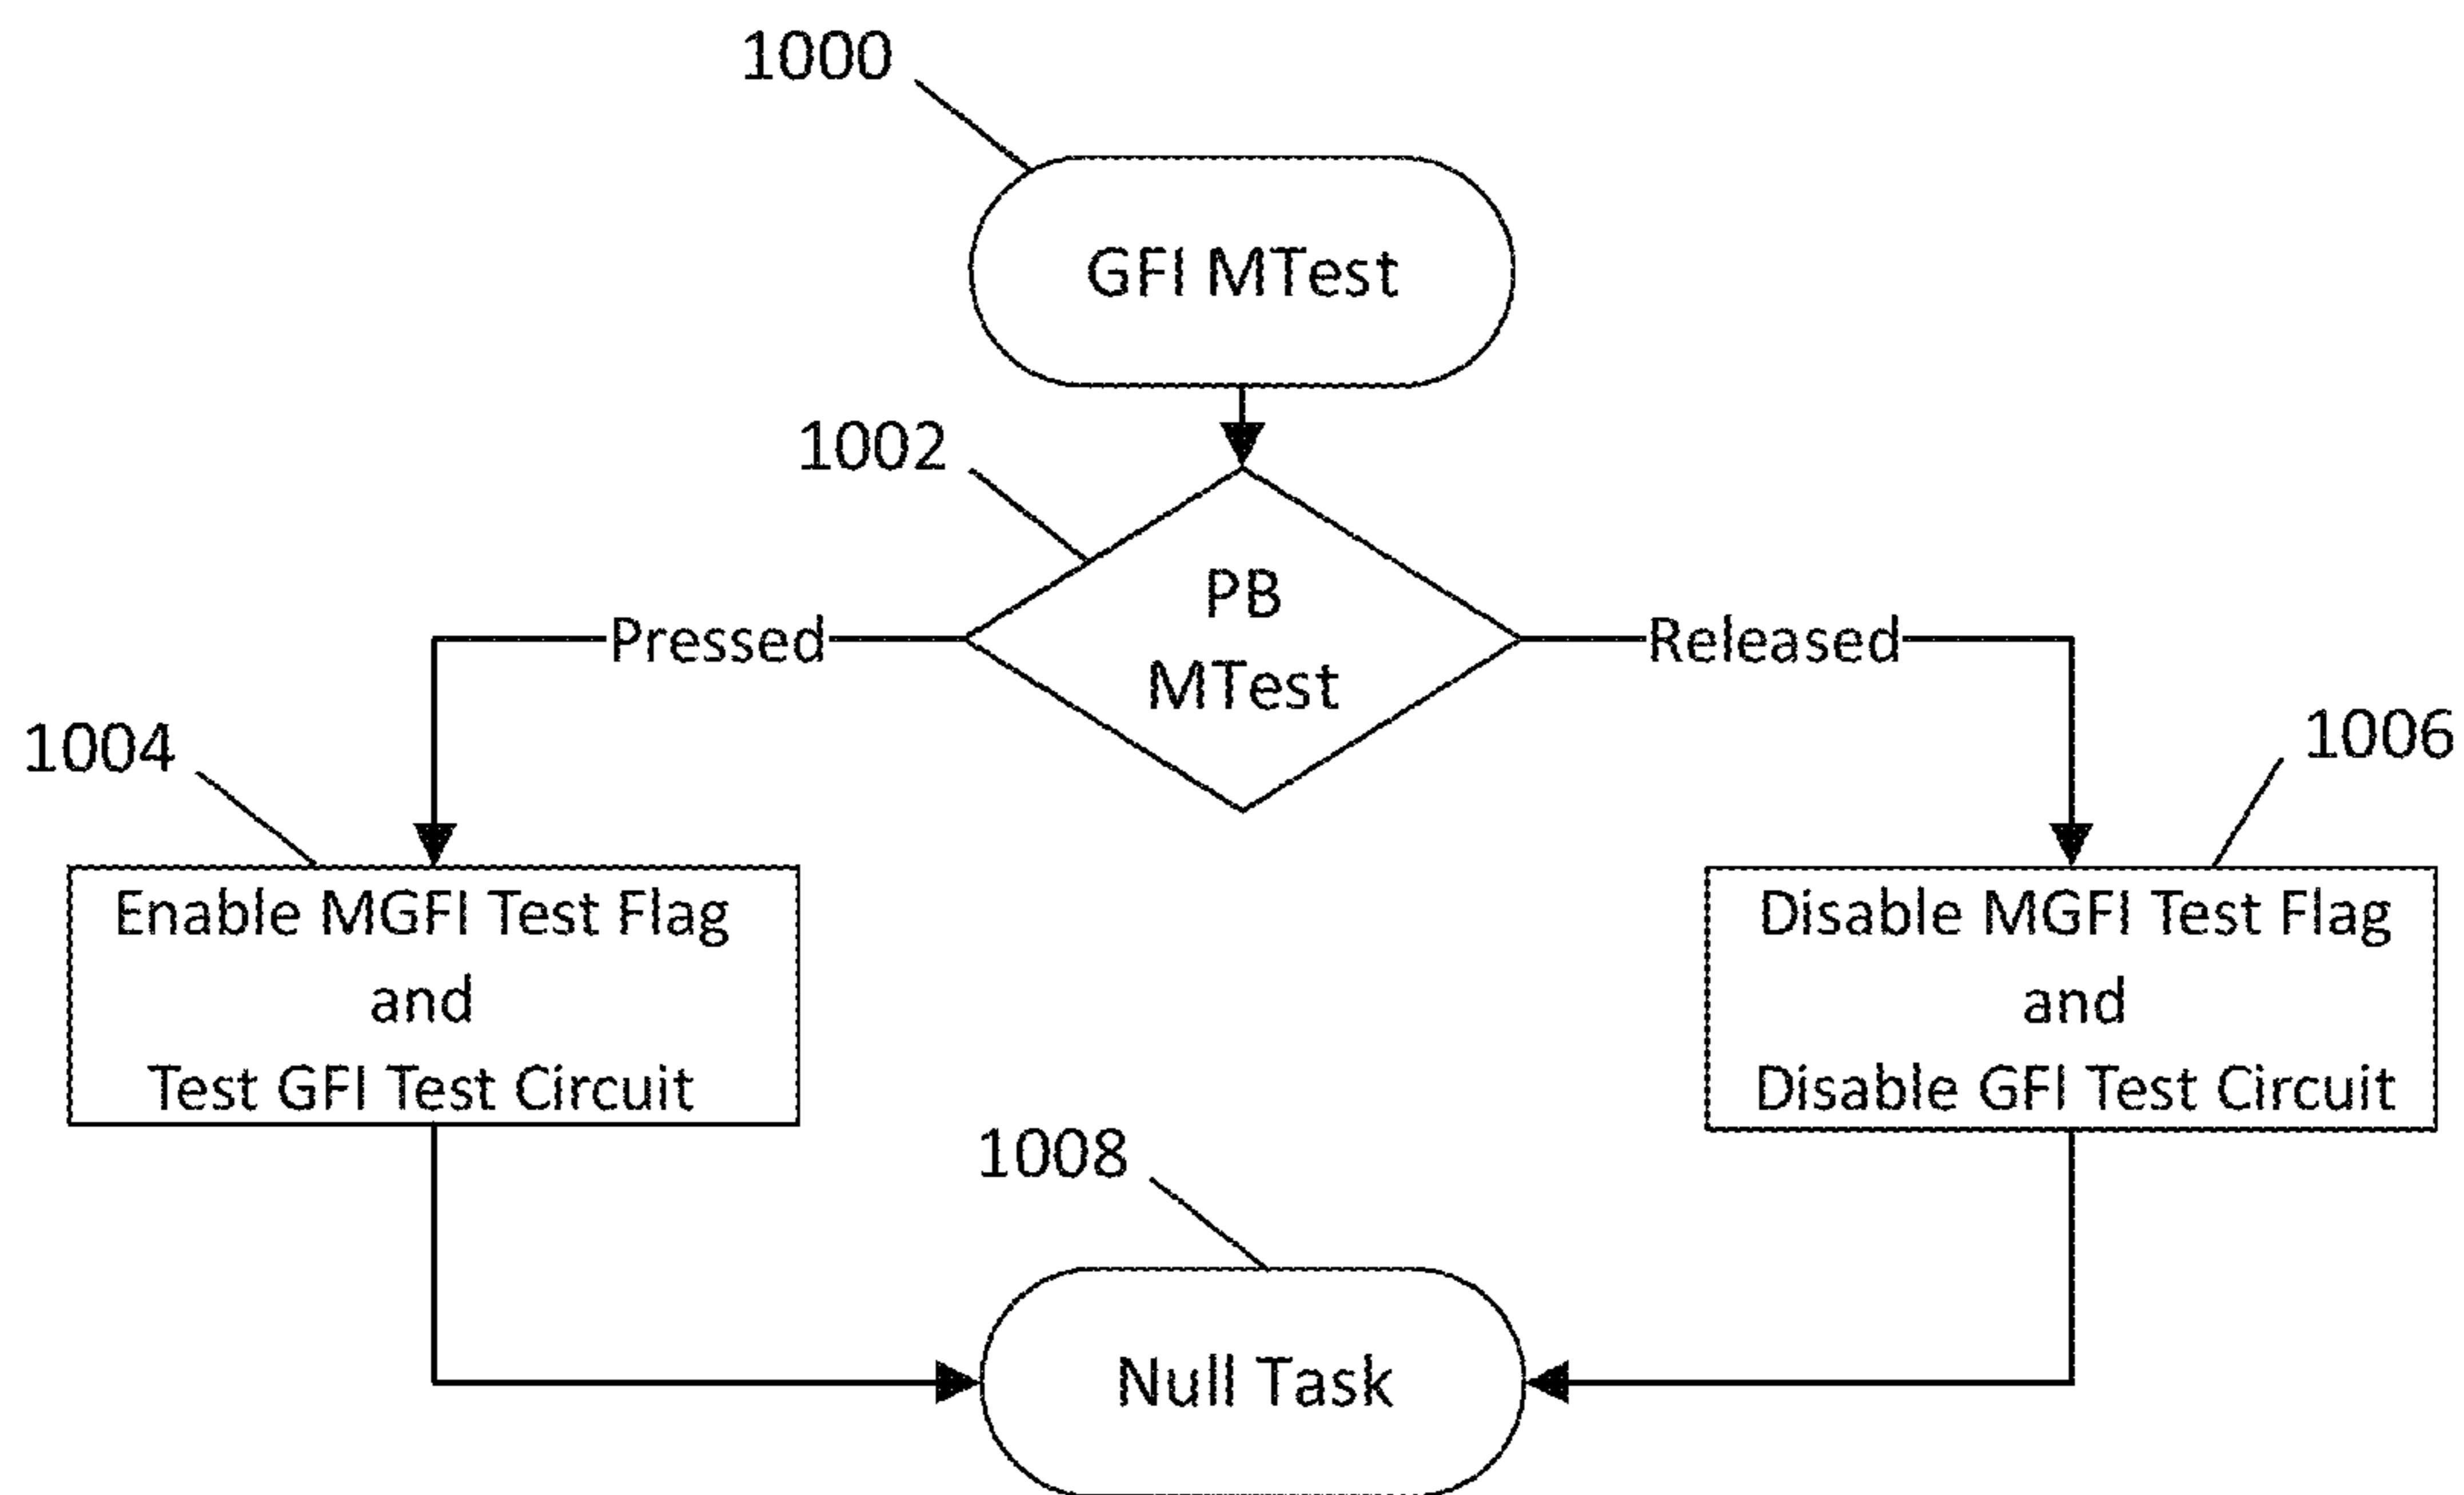 1000
GFI MTest
1002
PB
MTest
Pressed
Released
1004
1006
Enable MGFI Test Flag
and
Test GFI Test Circuit
Disable MGFI Test Flag
and
Disable GFI Test Circuit
1008
Null Task